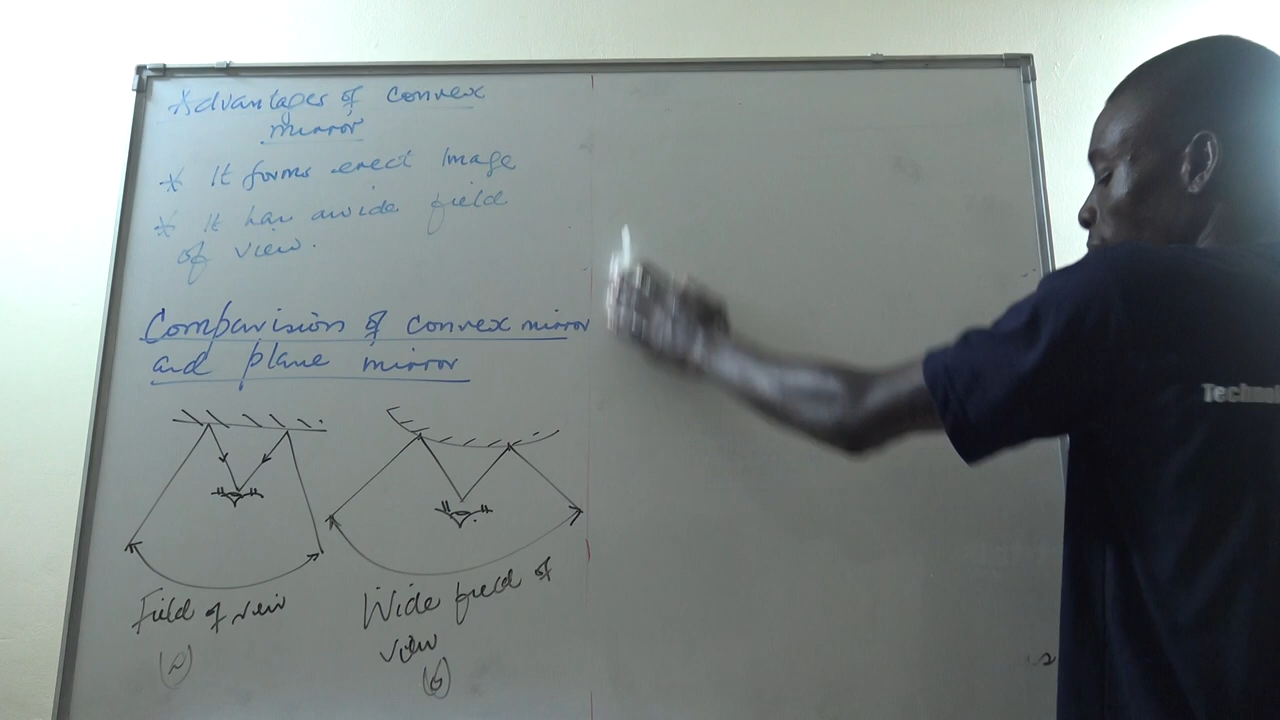 *Advantages of convex
mirror
* It forms erect Image
* It has a wide field
of view.
Comparision of convex mirror
and plane mirror
Field of view
(a)
Wide field of
view
(b)